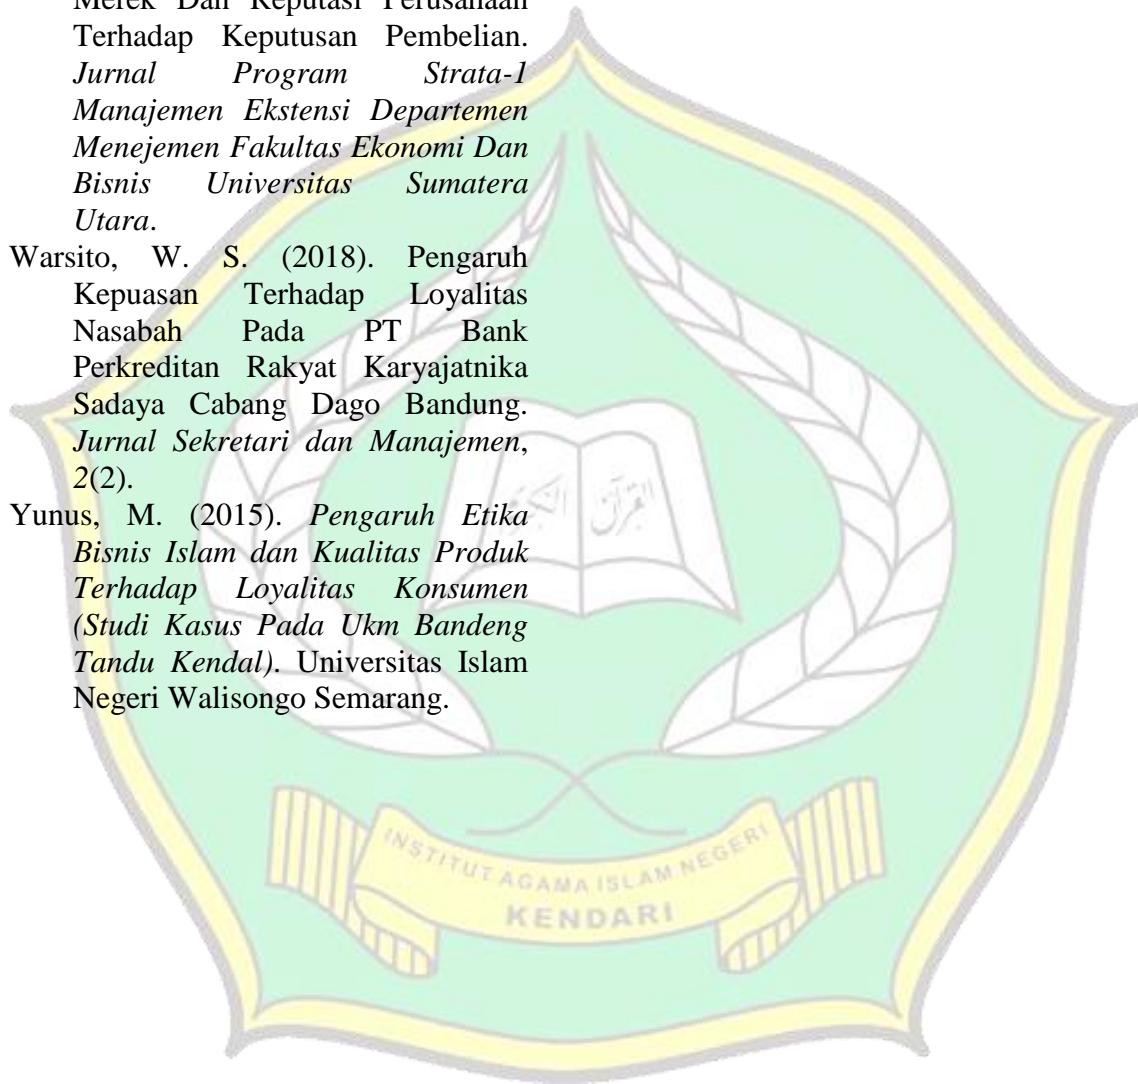 Merek Dan Reputasi Perusahaan
Terhadap Keputusan Pembelian.
Jurnal Program Strata-1
Manajemen Ekstensi Departemen
Menejemen Fakultas Ekonomi Dan
Bisnis Universitas Sumatera
Utara.
Warsito, W. S. (2018). Pengaruh
Kepuasan Terhadap Loyalitas
Nasabah Pada PT Bank
Perkreditan Rakyat Karyajatnika
Sadaya Cabang Dago Bandung.
Jurnal Sekretari dan Manajemen,
2(2).
Yunus, M. (2015). Pengaruh Etika
Bisnis Islam dan Kualitas Produk
Terhadap Loyalitas Konsumen
(Studi Kasus Pada Ukm Bandeng
Tandu Kendal). Universitas Islam
Negeri Walisongo Semarang.
القرآن الكريم
INSTITUT AGAMA ISLAM NEGERI
KENDARI